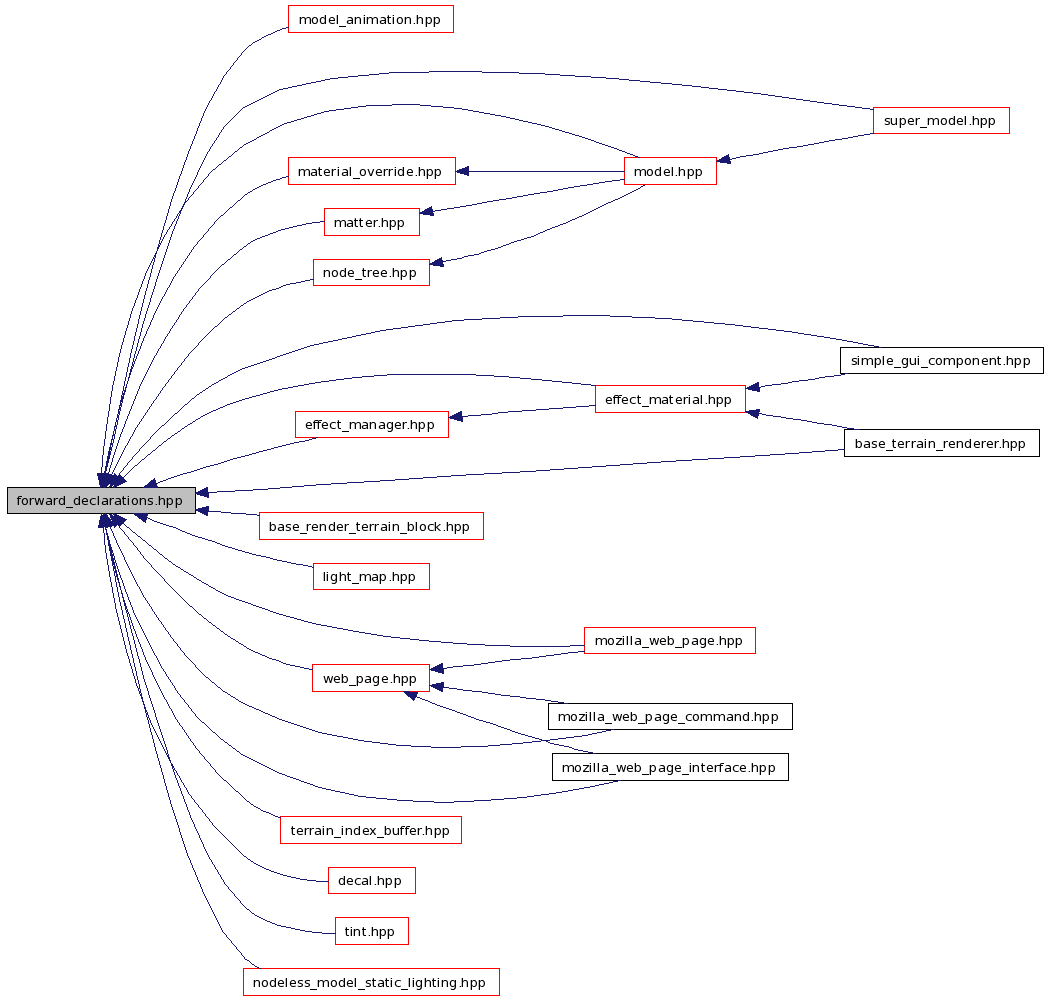 model_animation.hpp
super_model.hpp
material_override.hpp
model.hpp
matter.hpp
node_tree.hpp
simple_gui_component.hpp
effect_material.hpp
effect_manager.hpp
base_terrain_renderer.hpp
forward_declarations.hpp
base_render_terrain_block.hpp
light_map.hpp
mozilla_web_page.hpp
web_page.hpp
mozilla_web_page_command.hpp
mozilla_web_page_interface.hpp
terrain_index_buffer.hpp
decal.hpp
tint.hpp
nodeless_model_static_lighting.hpp